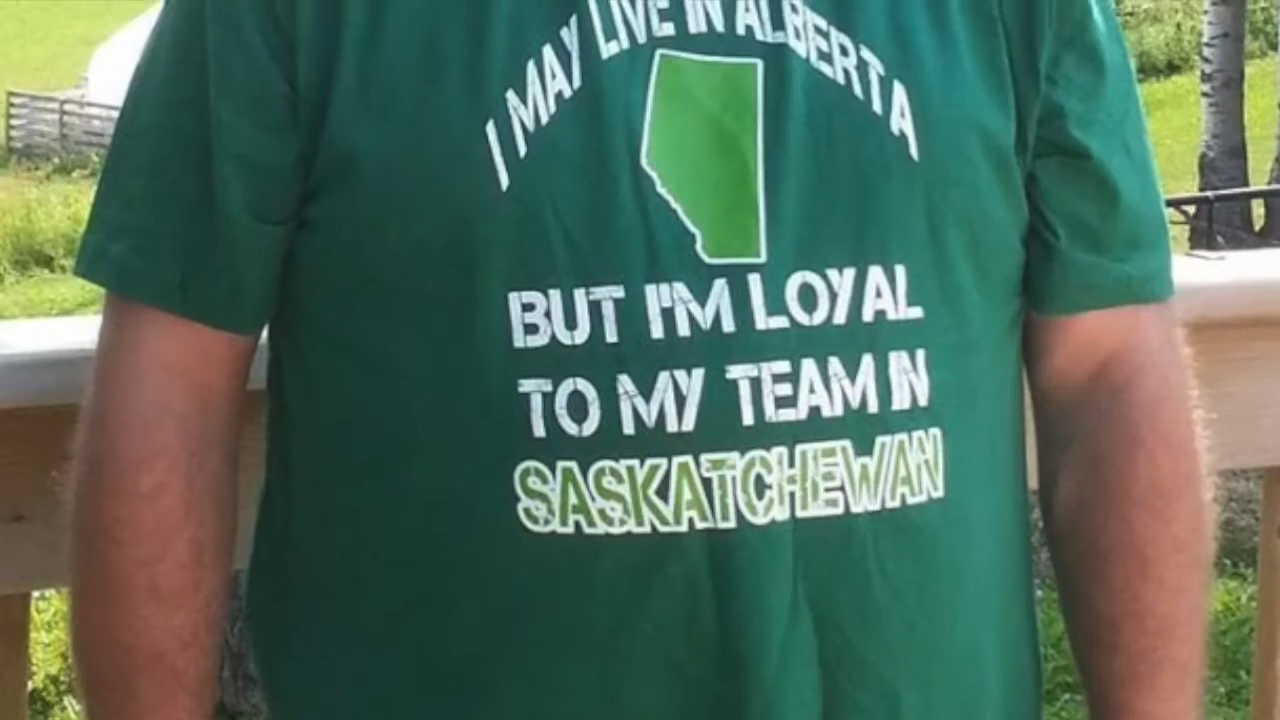 I MAY LIVE IN ALBERTA
BUT I'M LOYAL
TO MY TEAM IN
SASKATCHEWAN